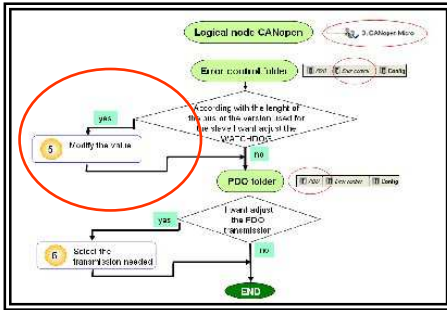 Logical node CANopen
3. CANopen Micro
Error control folder
PDO
Error control
Config
According with the lenght of
the bus or the version used for
the slave I want adjust the
WATCHDOG
yes
5
Modify the value
no
PDO folder
PDO
Error control
Config
I want adjust
the PDO
transmission
yes
Select the
transmission needed
no
END